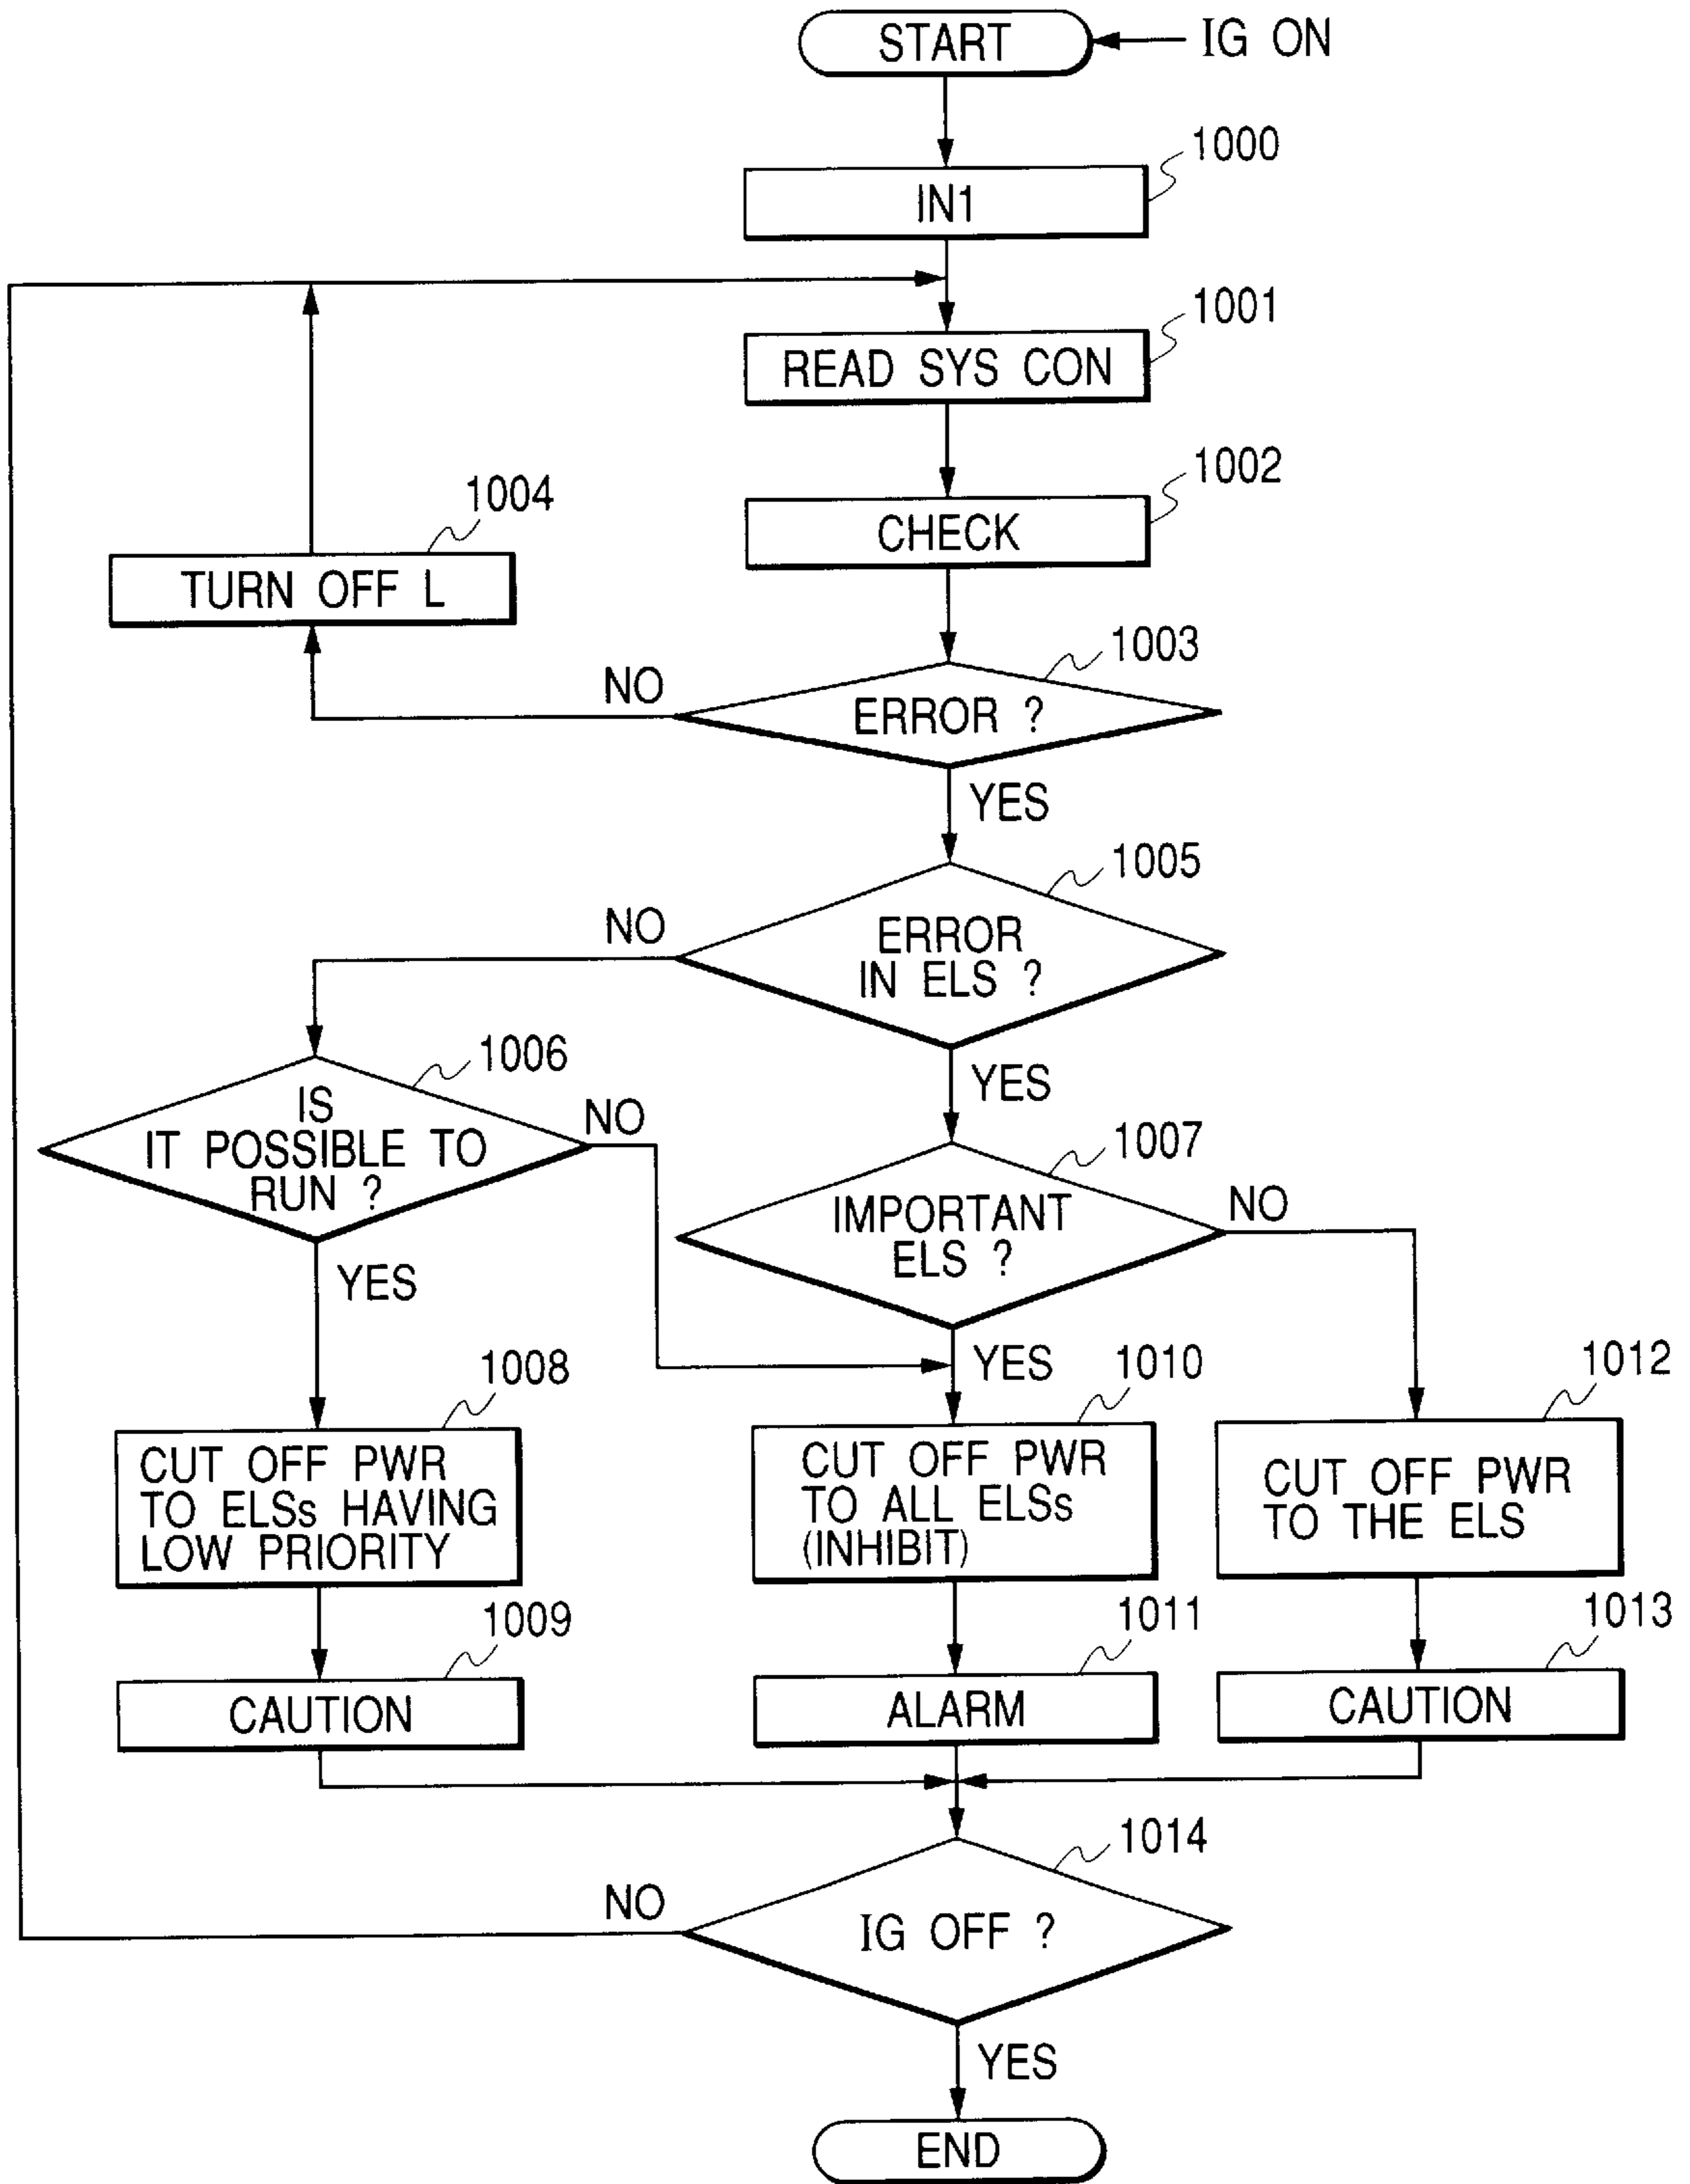 START
IG ON
1000
IN1
1001
READ SYS CON
1002
CHECK
1004
TURN OFF L
1003
NO
ERROR ?
YES
1005
NO
ERROR
IN ELS ?
YES
1006
IS
IT POSSIBLE TO
RUN ?
NO
YES
1007
IMPORTANT
ELS ?
NO
YES
1008
CUT OFF PWR
TO ELSs HAVING
LOW PRIORITY
1010
CUT OFF PWR
TO ALL ELSs
(INHIBIT)
1012
CUT OFF PWR
TO THE ELS
1009
CAUTION
1011
ALARM
1013
CAUTION
1014
NO
IG OFF ?
YES
END